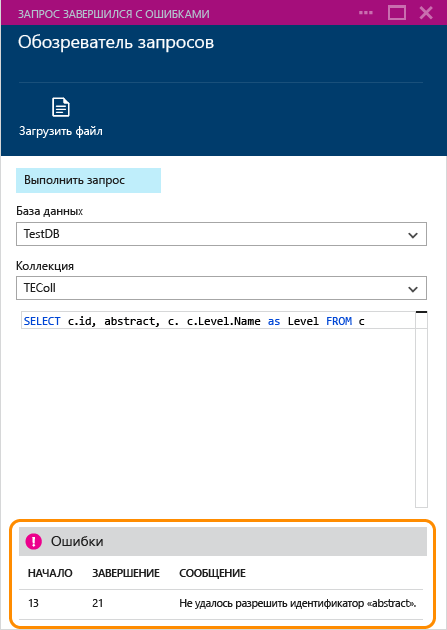 ЗАПРОС ЗАВЕРШИЛСЯ С ОШИБКАМИ
Обозреватель запросов
Загрузить файл
Выполнить запрос
База данных
TestDB
Коллекция
TEColl
SELECT c.id, abstract, c. c.Level.Name as Level FROM c
Ошибки
НАЧАЛО ЗАВЕРШЕНИЕ СООБЩЕНИЕ
13 21 Не удалось разрешить идентификатор «abstract».